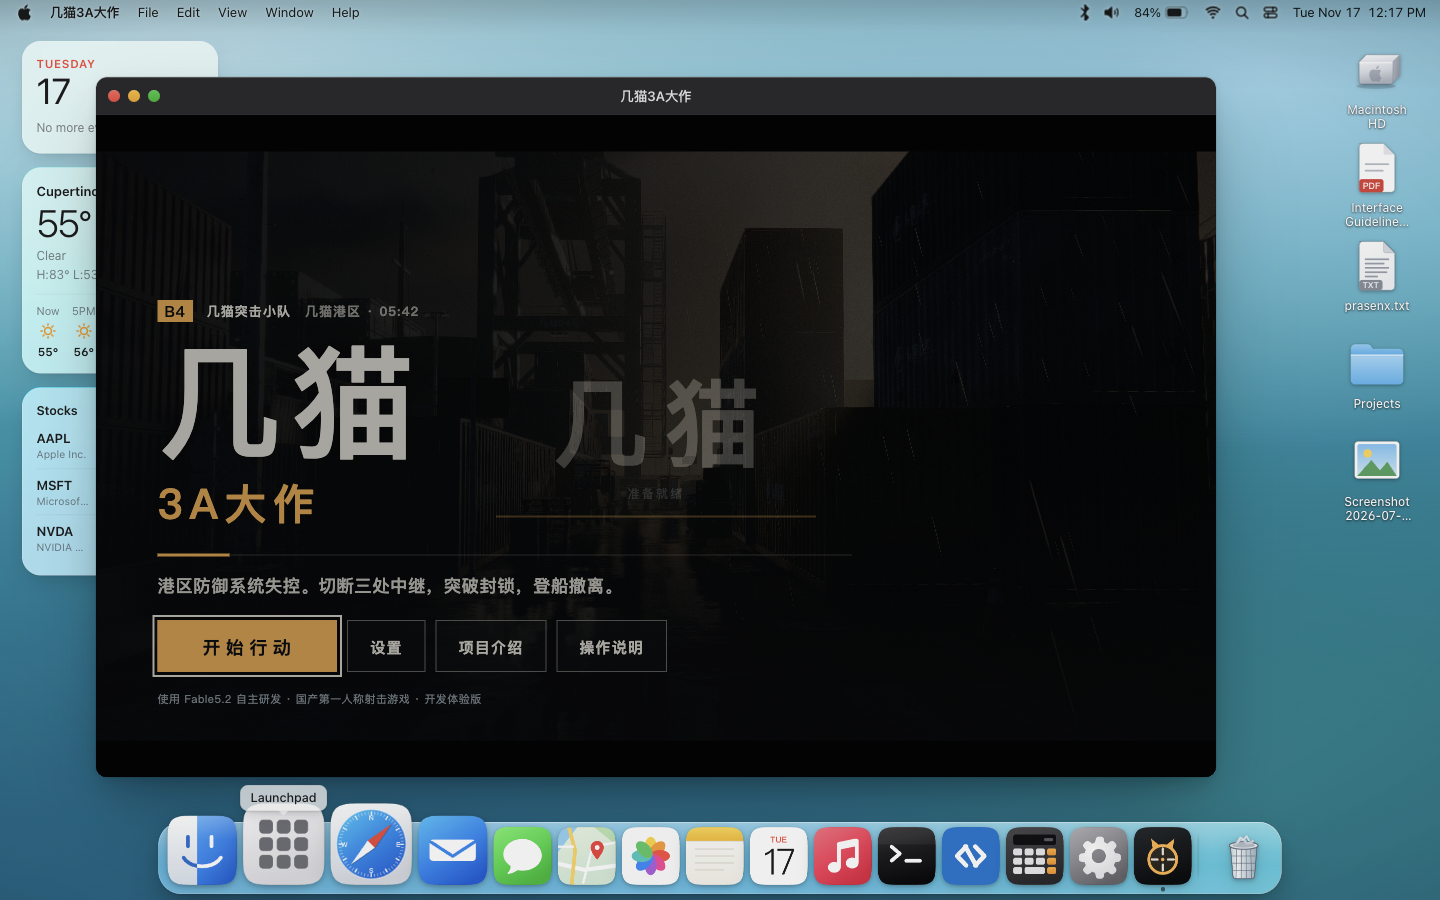 几猫3A大作 File Edit View Window Help
84% Tue Nov 17 12:17 PM
TUESDAY
17
No more ev
Cupertino
55°
Clear
H:83° L:53
Now 5PM
55° 56°
Stocks
AAPL
Apple Inc.
MSFT
Microsof...
NVDA
NVIDIA ...
几猫3A大作
B4 几猫突击小队 几猫港区 · 05:42
几猫
3A大作
几猫
准备就绪
港区防御系统失控。切断三处中继，突破封锁，登船撤离。
开始行动 设置 项目介绍 操作说明
使用 Fable5.2 自主研发 · 国产第一人称射击游戏 · 开发体验版
Macintosh
HD
PDF
Interface
Guideline...
TXT
prasenx.txt
Projects
Screenshot
2026-07-...
Launchpad
TUE
17